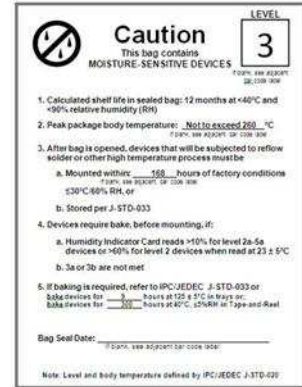 LEVEL
Caution
3
This bag contains
MOISTURE-SENSITIVE DEVICES
If blank, see adjacent
bar code label
1. Calculated shelf life in sealed bag: 12 months at <40°C and
<90% relative humidity (RH)
2. Peak package body temperature: Not to exceed 260 °C
If blank, see adjacent bar code label
3. After bag is opened, devices that will be subjected to reflow
solder or other high temperature process must be
a. Mounted within: 168 hours of factory conditions
If blank, see adjacent bar code label
≤30°C/60% RH, or
b. Stored per J-STD-033
4. Devices require bake, before mounting, if:
a. Humidity Indicator Card reads >10% for level 2a-5a
devices or >60% for level 2 devices when read at 23 ± 5°C
b. 3a or 3b are not met
5. If baking is required, refer to IPC/JEDEC J-STD-033 or
bake devices for hours at 125 ± 5°C in trays or;
bake devices for hours at 40°C, ≤5%RH in Tape-and-Reel
Bag Seal Date:
If blank, see adjacent bar code label
Note: Level and body temperature defined by IPC/JEDEC J-STD-020